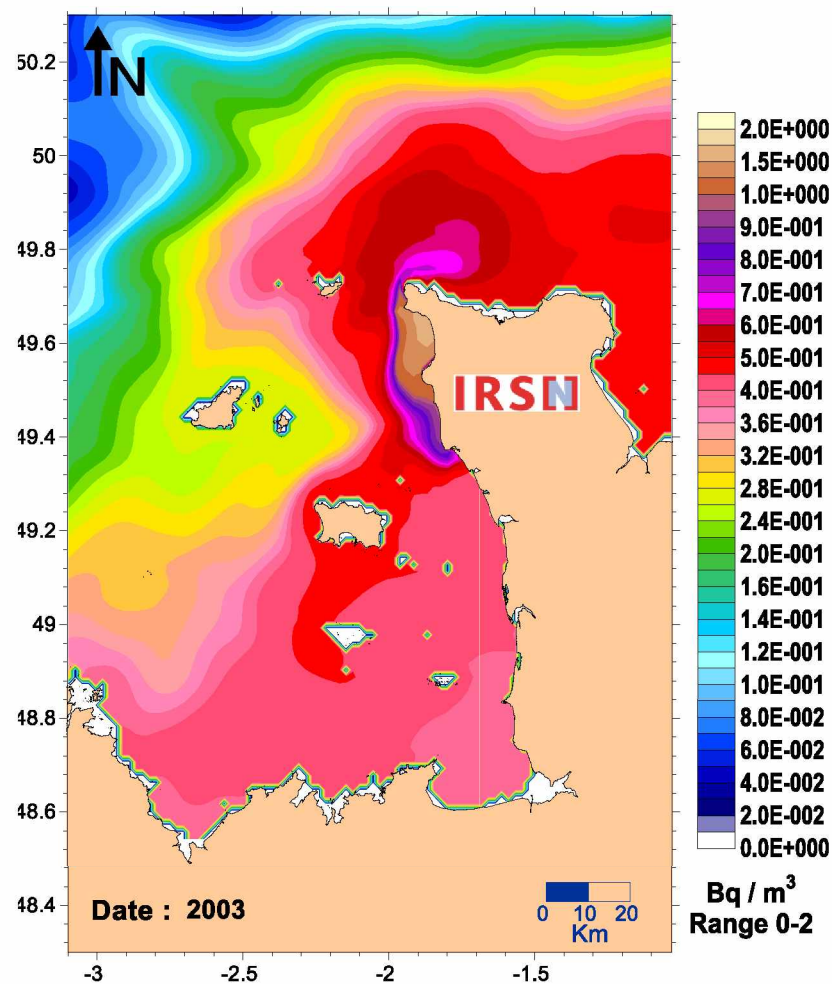 N
50.2
50
49.8
49.6
49.4
49.2
49
48.8
48.6
48.4
-3
-2.5
-2
-1.5
IRSN
Date : 2003
0 10 20
Km
2.0E+000
1.5E+000
1.0E+000
9.0E-001
8.0E-001
7.0E-001
6.0E-001
5.0E-001
4.0E-001
3.6E-001
3.2E-001
2.8E-001
2.4E-001
2.0E-001
1.6E-001
1.2E-001
1.0E-001
8.0E-002
6.0E-002
4.0E-002
2.0E-002
0.0E+000
Bq / m³
Range 0-2